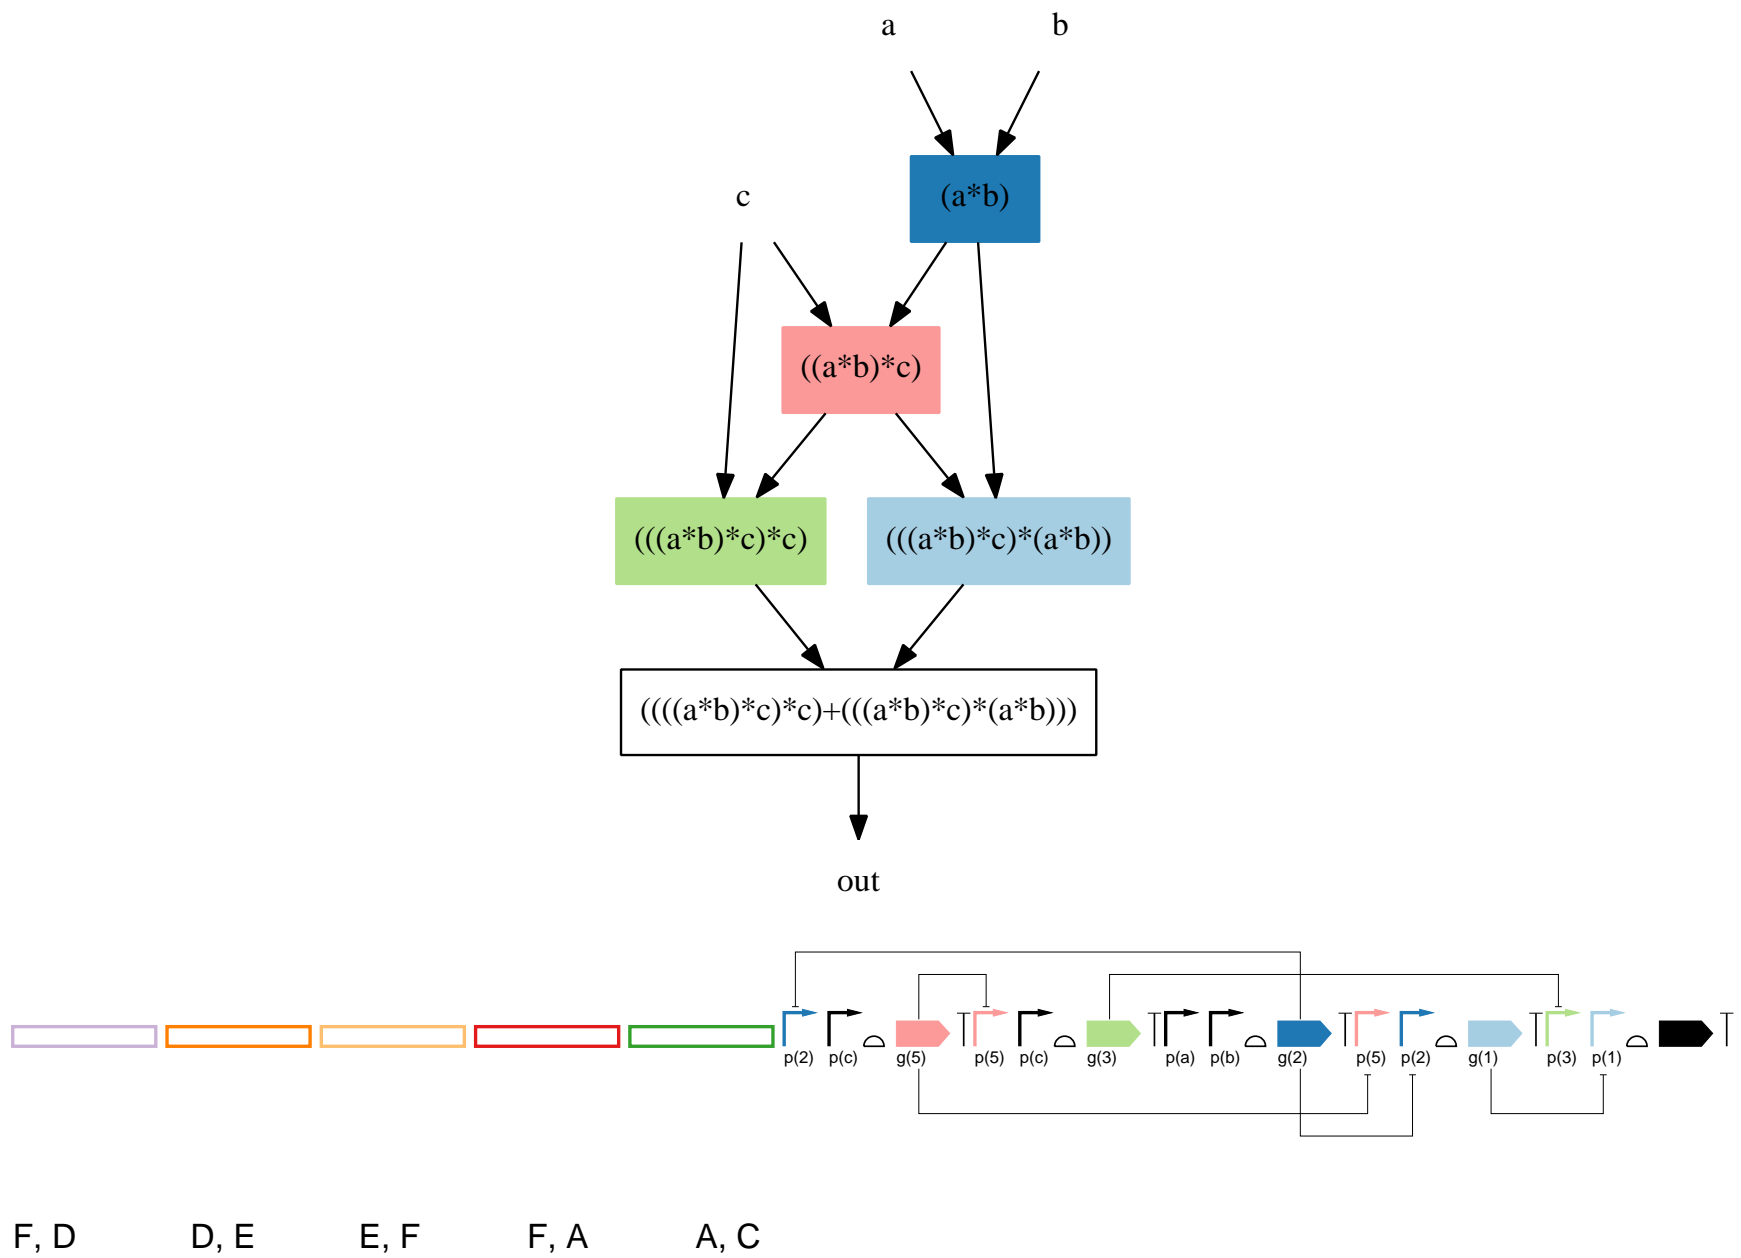 a b
c (a*b)
((a*b)*c)
(((a*b)*c)*c) (((a*b)*c)*(a*b))
((((a*b)*c)*c)+(((a*b)*c)*(a*b)))
out
p(2) p(c) g(5) p(5) p(c) g(3) p(a) p(b) g(2) p(5) p(2) g(1) p(3) p(1)
F, D D, E E, F F, A A, C